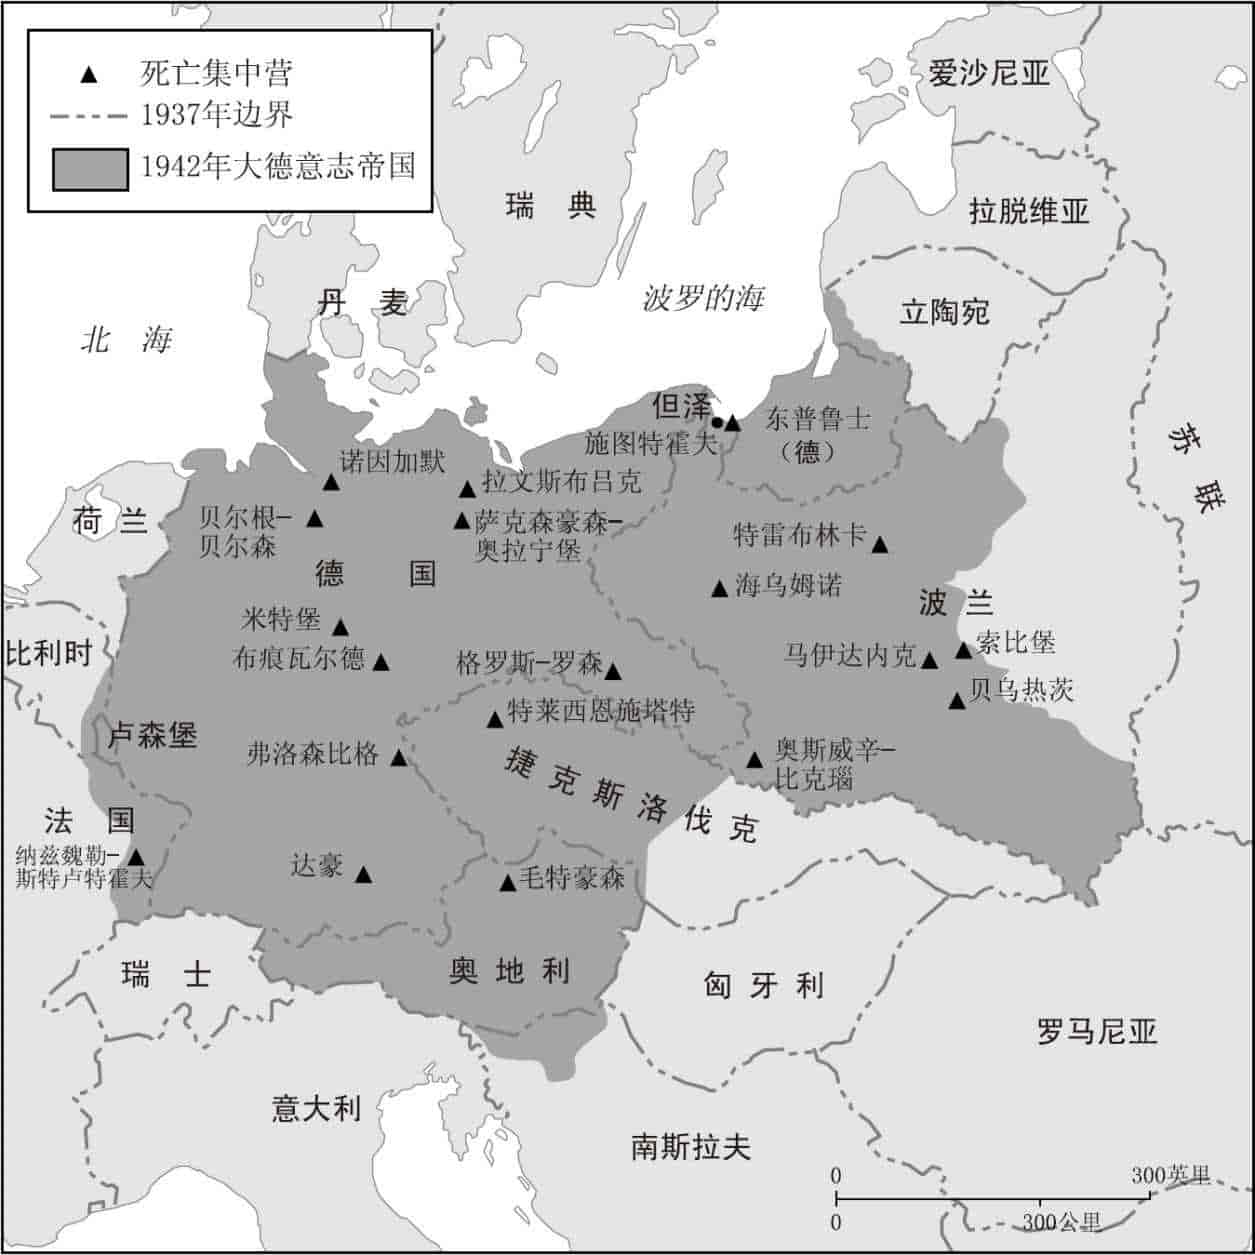 死亡集中营
1937年边界
1942年大德意志帝国
爱沙尼亚
瑞 典
拉脱维亚
丹 麦
波罗的海
立陶宛
北 海
但泽
东普鲁士
(德)
施图特霍夫
苏 联
诺因加默
拉文斯布吕克
荷 兰
贝尔根-
贝尔森
萨克森豪森-
奥拉宁堡
特雷布林卡
德 国
海乌姆诺
波 兰
米特堡
比利时
布痕瓦尔德
格罗斯-罗森
马伊达内克
索比堡
贝乌热茨
特莱西恩施塔特
卢森堡
弗洛森比格
捷克斯洛伐克
奥斯威辛-
比克瑙
法 国
纳兹魏勒-
斯特卢特霍夫
达豪
毛特豪森
瑞 士
奥地利
匈牙利
罗马尼亚
意大利
南斯拉夫
0
300英里
0
300公里